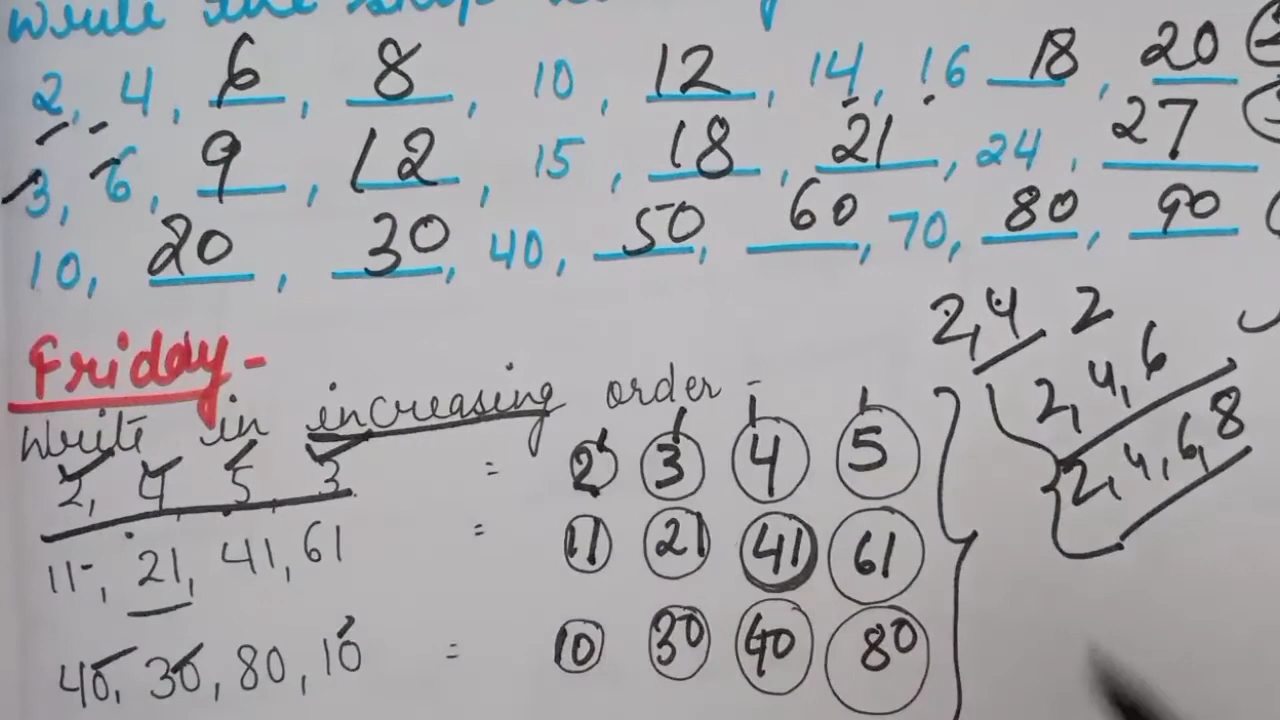 Write the skip
2, 4, 6, 8, 10, 12, 14, 16 18, 20
3, 6, 9, 12, 15, 18, 21, 24, 27
10, 20, 30, 40, 50, 60, 70, 80, 90
2, 4 2
2, 4, 6
2, 4, 6, 8
Friday-
Write in increasing order -
2, 4, 5, 3 = 2 3 4 5
11, 21, 41, 61 = 11 21 41 61
40, 30, 80, 10 = 10 30 40 80